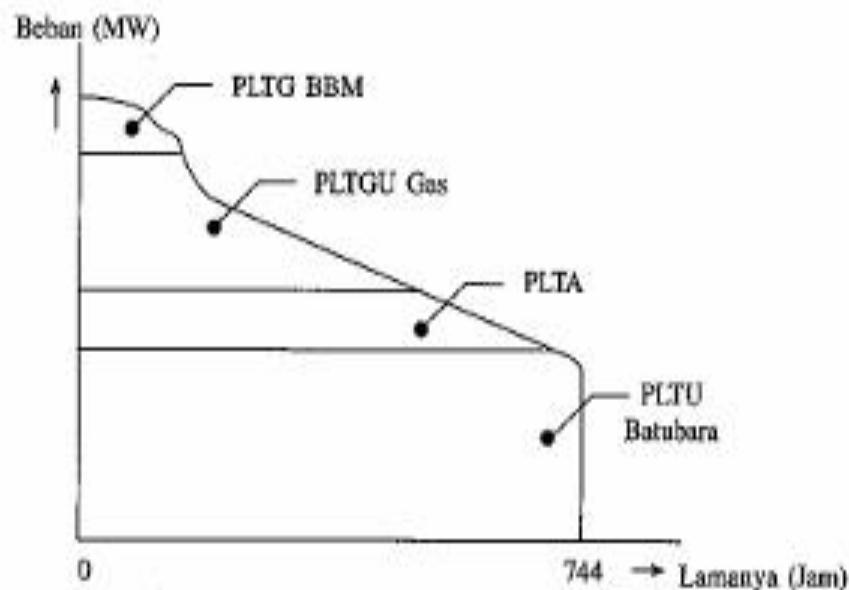 Beban (MW)
PLTG BBM
PLTGU Gas
PLTA
PLTU
Batubara
0
744
Lamanya (Jam)